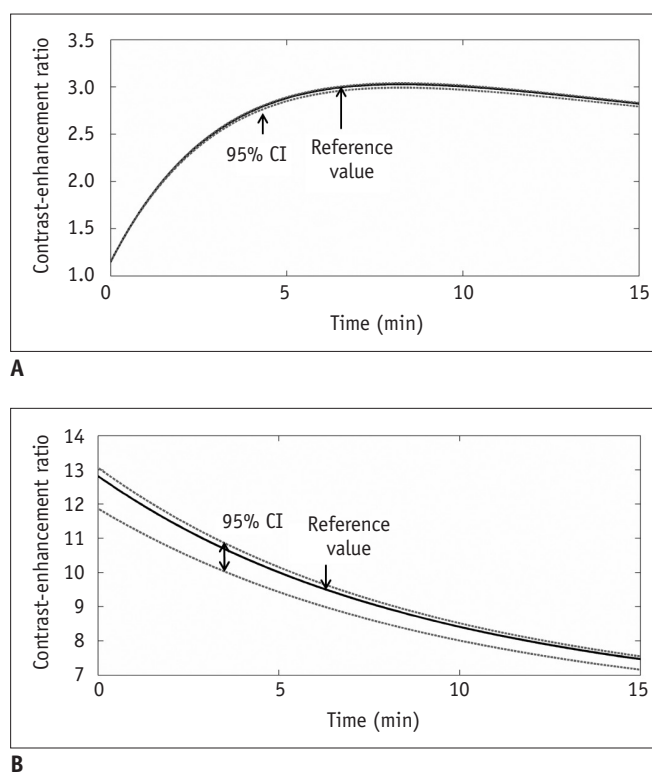 Contrast-enhancement ratio
3.5
3.0
2.5
2.0
1.5
1.0
95% CI
Reference
value
0
5
10
15
Time (min)
A
Contrast-enhancement ratio
14
13
12
11
10
9
8
7
95% CI
Reference
value
0
5
10
15
Time (min)
B